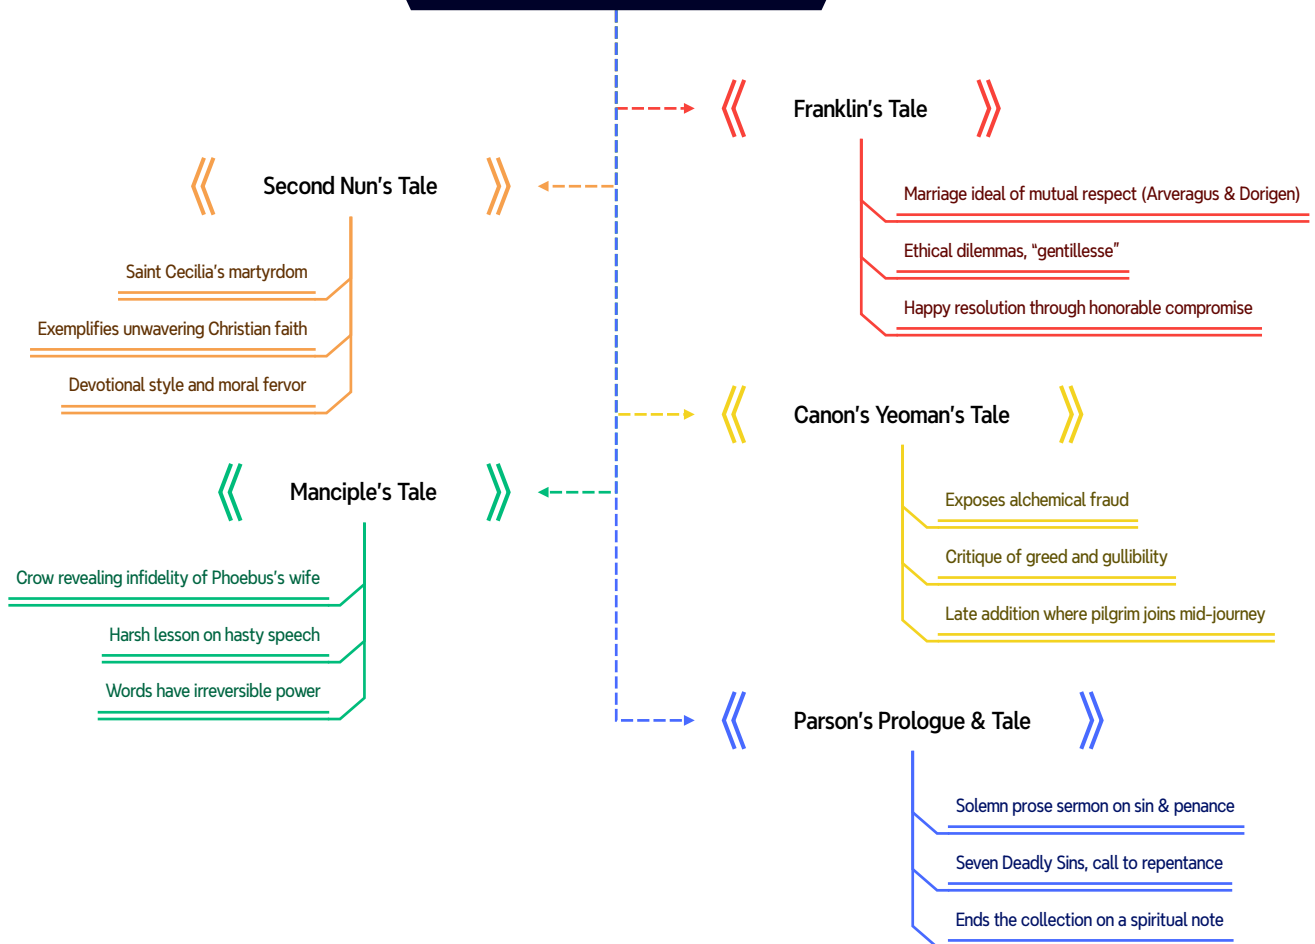 Franklin's Tale
Marriage ideal of mutual respect (Arveragus & Dorigen)
Ethical dilemmas, “gentillesse”
Happy resolution through honorable compromise
Second Nun's Tale
Saint Cecilia's martyrdom
Exemplifies unwavering Christian faith
Devotional style and moral fervor
Canon's Yeoman's Tale
Exposes alchemical fraud
Critique of greed and gullibility
Late addition where pilgrim joins mid-journey
Manciple's Tale
Crow revealing infidelity of Phoebus's wife
Harsh lesson on hasty speech
Words have irreversible power
Parson's Prologue & Tale
Solemn prose sermon on sin & penance
Seven Deadly Sins, call to repentance
Ends the collection on a spiritual note